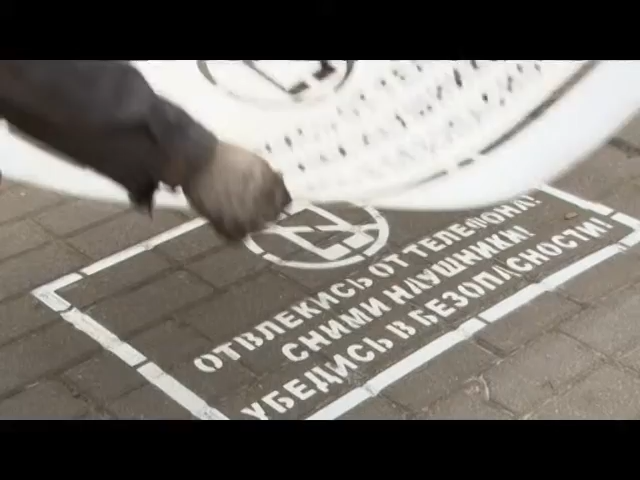 ОТВЛЕКИСЬ ОТ ТЕЛЕФОНА!
СНИМИ НАУШНИКИ!
УБЕДИСЬ В БЕЗОПАСНОСТИ!